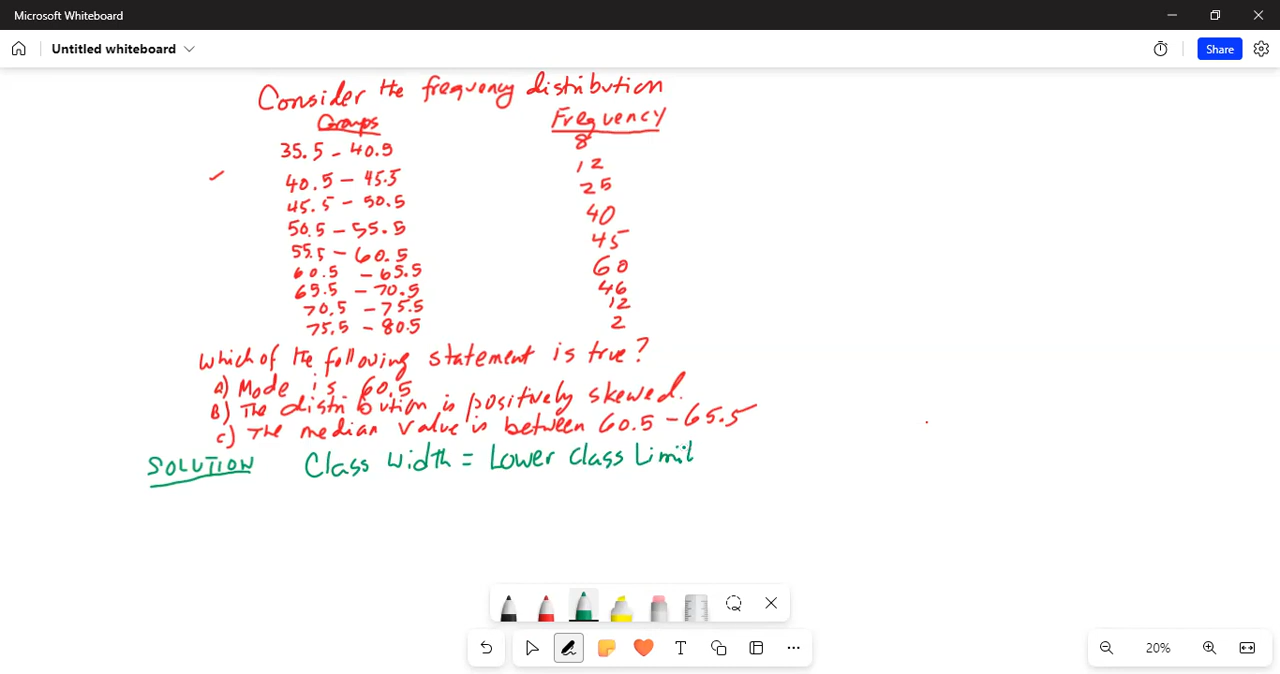 Microsoft Whiteboard
Untitled whiteboard
Share
Consider the frequency distribution
Groups Frequency
35.5 - 40.5 8
40.5 - 45.5 12
45.5 - 50.5 25
50.5 - 55.5 40
55.5 - 60.5 45
60.5 - 65.5 60
65.5 - 70.5 46
70.5 - 75.5 12
75.5 - 80.5 2
Which of the following statement is true?
a) Mode is 60.5
B) The distribution is positively skewed.
c) The median value is between 60.5 - 65.5
SOLUTION Class width = Lower class Limit
20%